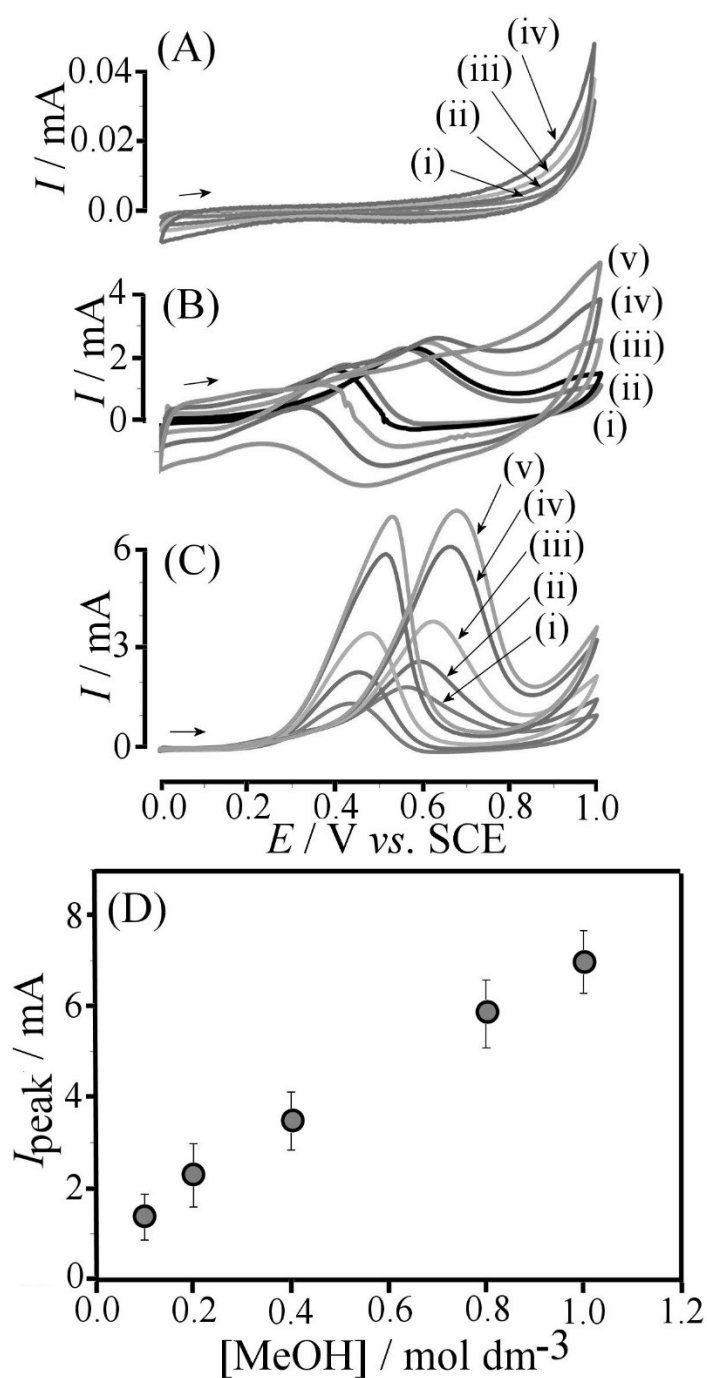 (A)
(iv)
(iii)
(ii)
(i)
0.04
0.02
0.0
I / mA
(B)
(v)
(iv)
(iii)
(ii)
(i)
4
2
0
I / mA
(C)
(v)
(iv)
(iii)
(ii)
(i)
6
3
0
I / mA
0.0 0.2 0.4 0.6 0.8 1.0
E / V vs. SCE
(D)
8
6
4
2
0
Ipeak / mA
0.0 0.2 0.4 0.6 0.8 1.0 1.2
[MeOH] / mol dm-3